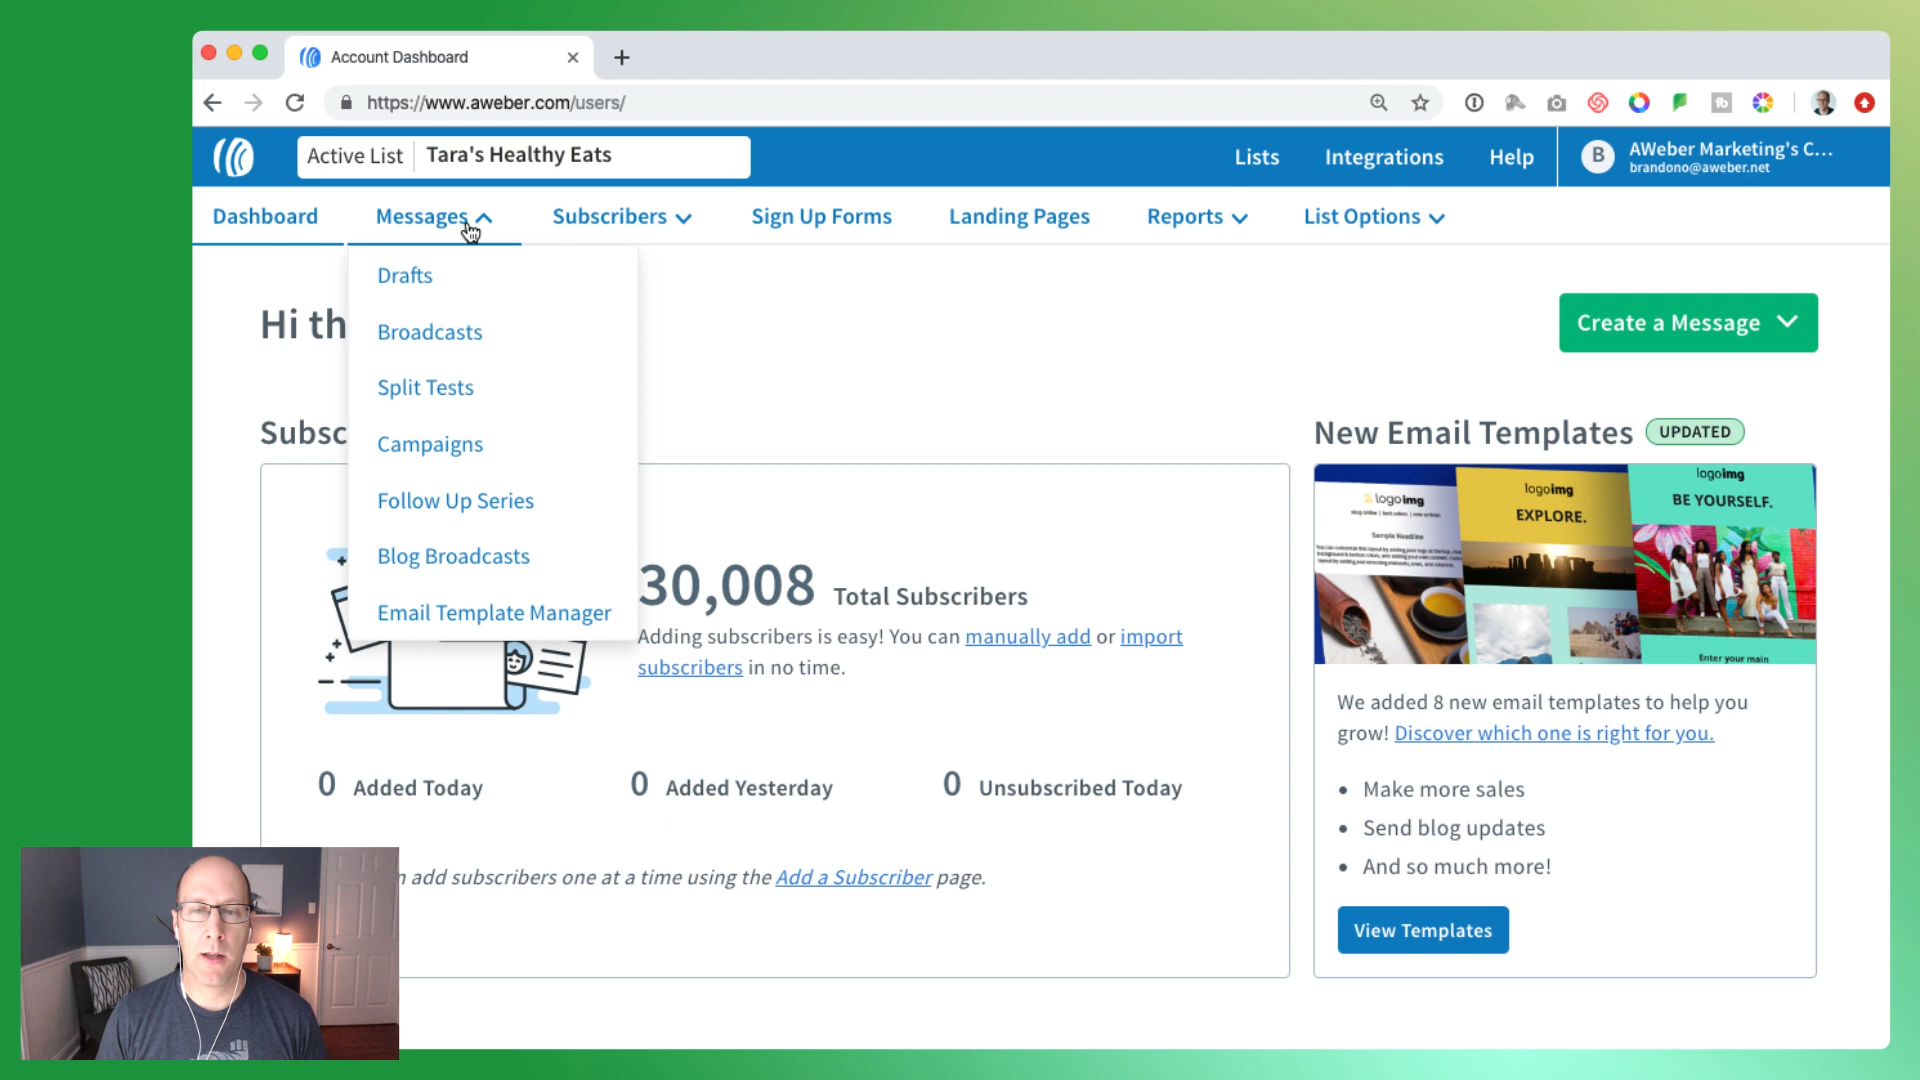 Account Dashboard
https://www.aweber.com/users/
Active List Tara's Healthy Eats
Lists Integrations Help
B AWeber Marketing's C...
brandono@aweber.net
Dashboard Messages Subscribers Sign Up Forms Landing Pages Reports List Options
Drafts
Broadcasts
Split Tests
Campaigns
Follow Up Series
Blog Broadcasts
Email Template Manager
Hi th
Create a Message
Subsc
30,008 Total Subscribers
Adding subscribers is easy! You can manually add or import
subscribers in no time.
0 Added Today 0 Added Yesterday 0 Unsubscribed Today
add subscribers one at a time using the Add a Subscriber page.
New Email Templates UPDATED
logoimg
Sample Headline
logoimg
EXPLORE.
logoimg
BE YOURSELF.
Enter your main
We added 8 new email templates to help you
grow! Discover which one is right for you.
• Make more sales
• Send blog updates
• And so much more!
View Templates